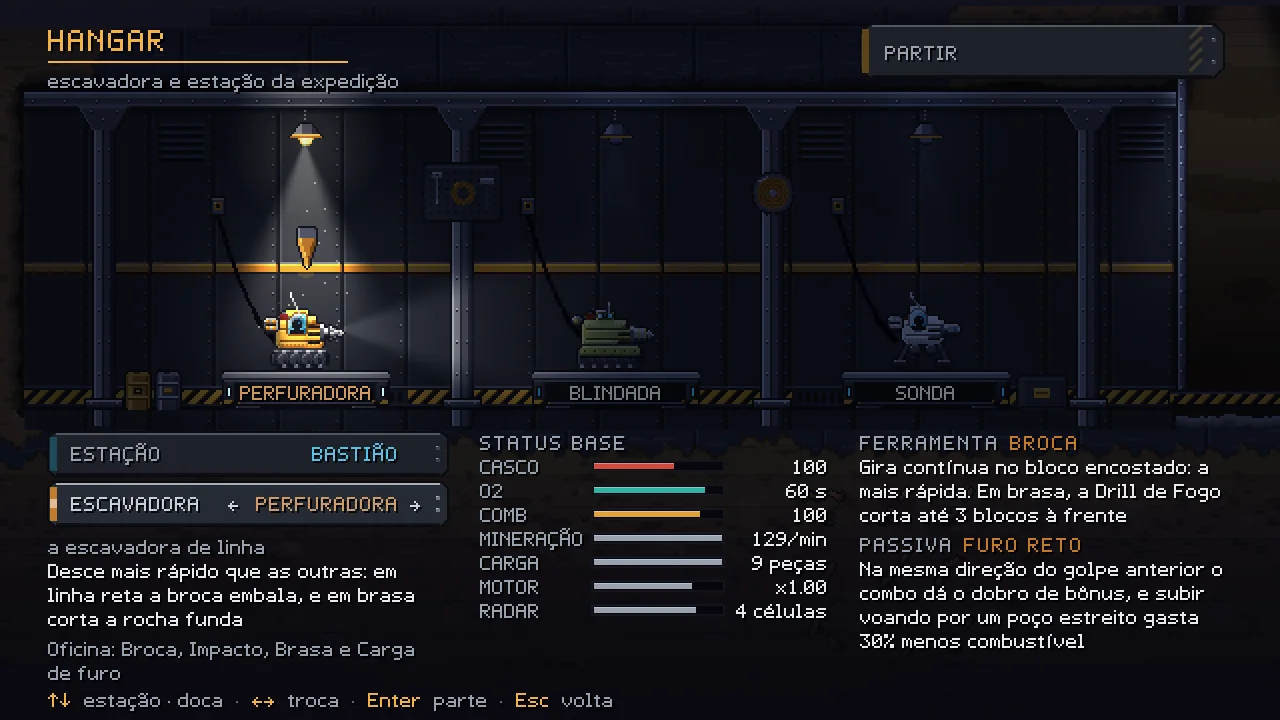 HANGAR
escavadora e estação da expedição
PARTIR
PERFURADORA
BLINDADA
SONDA
ESTAÇÃO BASTIÃO
ESCAVADORA ← PERFURADORA →
a escavadora de linha
Desce mais rápido que as outras: em
linha reta a broca embala, e em brasa
corta a rocha funda
Oficina: Broca, Impacto, Brasa e Carga
de furo
STATUS BASE
CASCO 100
O2 60 s
COMB 100
MINERAÇÃO 129/min
CARGA 9 peças
MOTOR x1.00
RADAR 4 células
FERRAMENTA BROCA
Gira contínua no bloco encostado: a
mais rápida. Em brasa, a Drill de Fogo
corta até 3 blocos à frente
PASSIVA FURO RETO
Na mesma direção do golpe anterior o
combo dá o dobro de bônus, e subir
voando por um poço estreito gasta
30% menos combustível
↑↓ estação · doca · ↔ troca · Enter parte · Esc volta